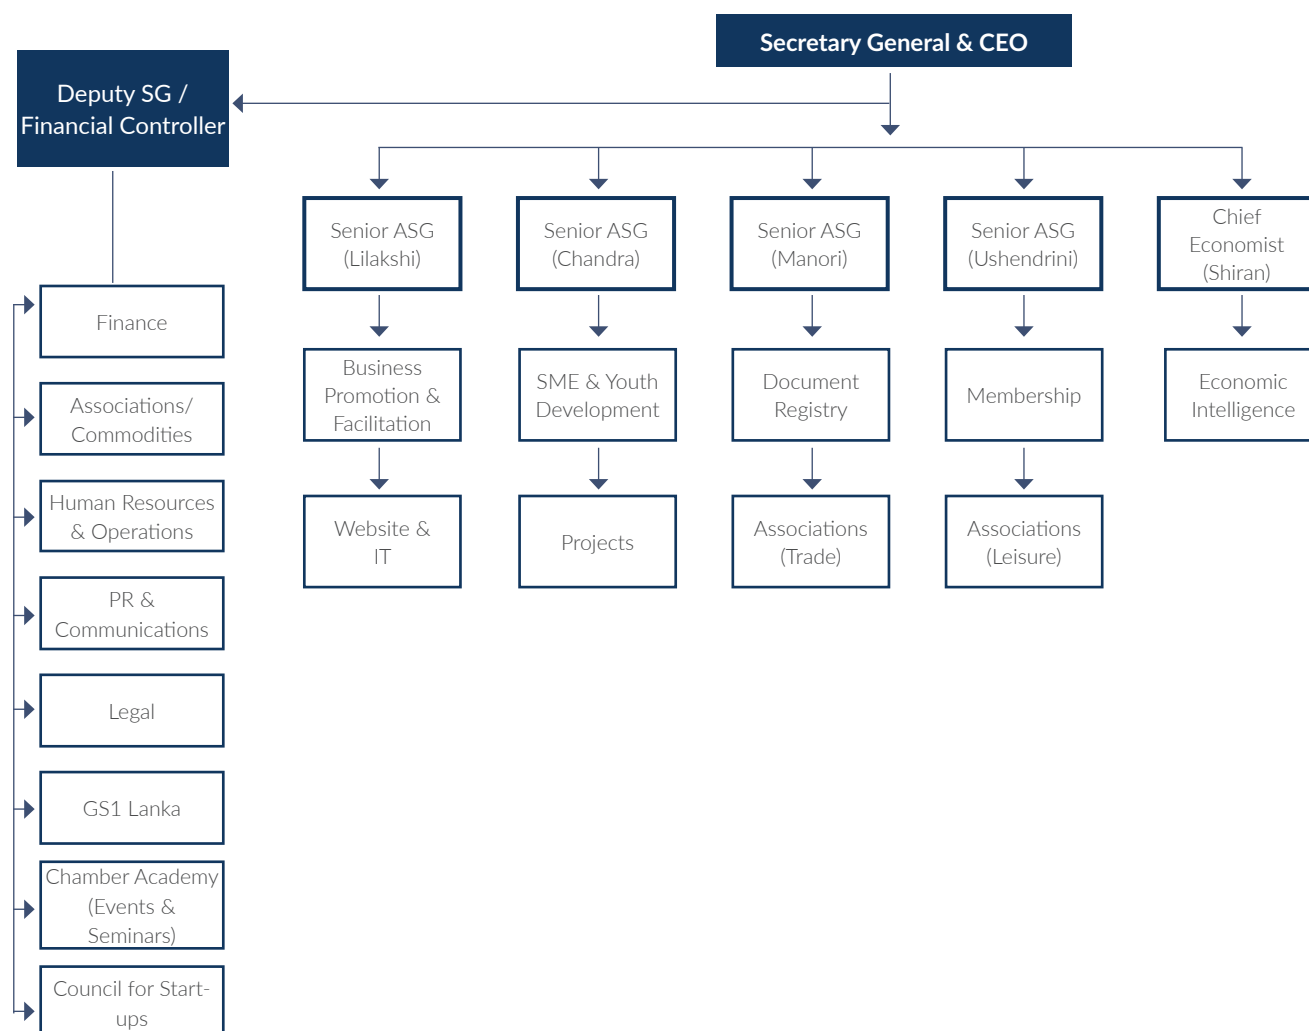 Secretary General & CEO
Deputy SG /
Financial Controller
Senior ASG
(Lilakshi)
Senior ASG
(Chandra)
Senior ASG
(Manori)
Senior ASG
(Ushendrini)
Chief
Economist
(Shiran)
Business
Promotion &
Facilitation
SME & Youth
Development
Document
Registry
Membership
Economic
Intelligence
Website &
IT
Projects
Associations
(Trade)
Associations
(Leisure)
Finance
Associations/
Commodities
Human Resources
& Operations
PR &
Communications
Legal
GS1 Lanka
Chamber Academy
(Events &
Seminars)
Council for Start-
ups